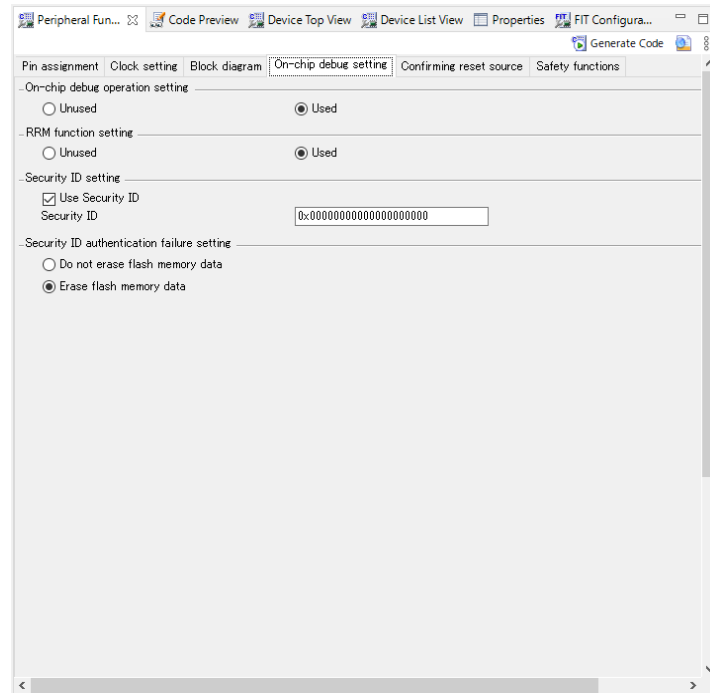 Peripheral Fun... Code Preview Device Top View Device List View Properties FIT Configura...
Generate Code
Pin assignment Clock setting Block diagram On-chip debug setting Confirming reset source Safety functions
On-chip debug operation setting
Unused Used
RRM function setting
Unused Used
Security ID setting
Use Security ID
Security ID 0x00000000000000000000
Security ID authentication failure setting
Do not erase flash memory data
Erase flash memory data